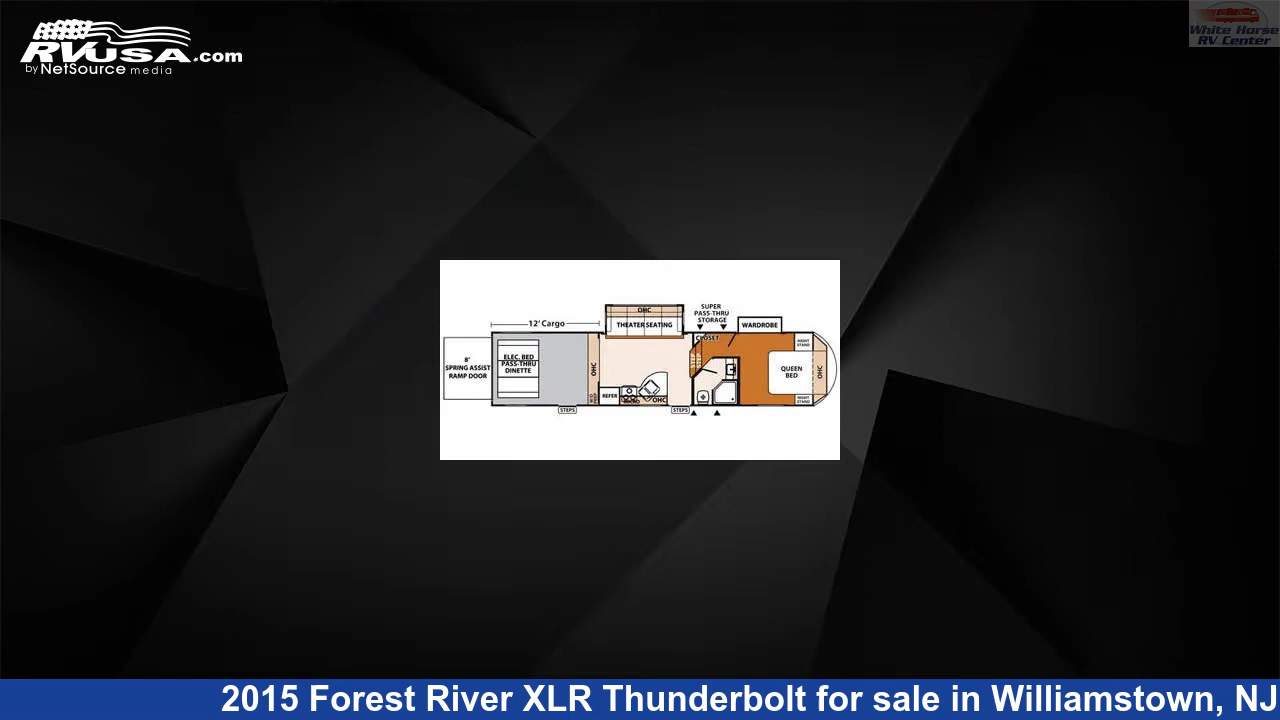 RVUSA.com
by NetSource media
White Horse
RV Center
12' Cargo
8'
SPRING ASSIST
RAMP DOOR
ELEC. BED
PASS-THRU
DINETTE
OHC
OHC
THEATER SEATING
SUPER
PASS-THRU
STORAGE
WARDROBE
CLOSET
REFER
OHC
STEPS
STEPS
NIGHT
STAND
QUEEN
BED
OHC
NIGHT
STAND
2015 Forest River XLR Thunderbolt for sale in Williamstown, NJ